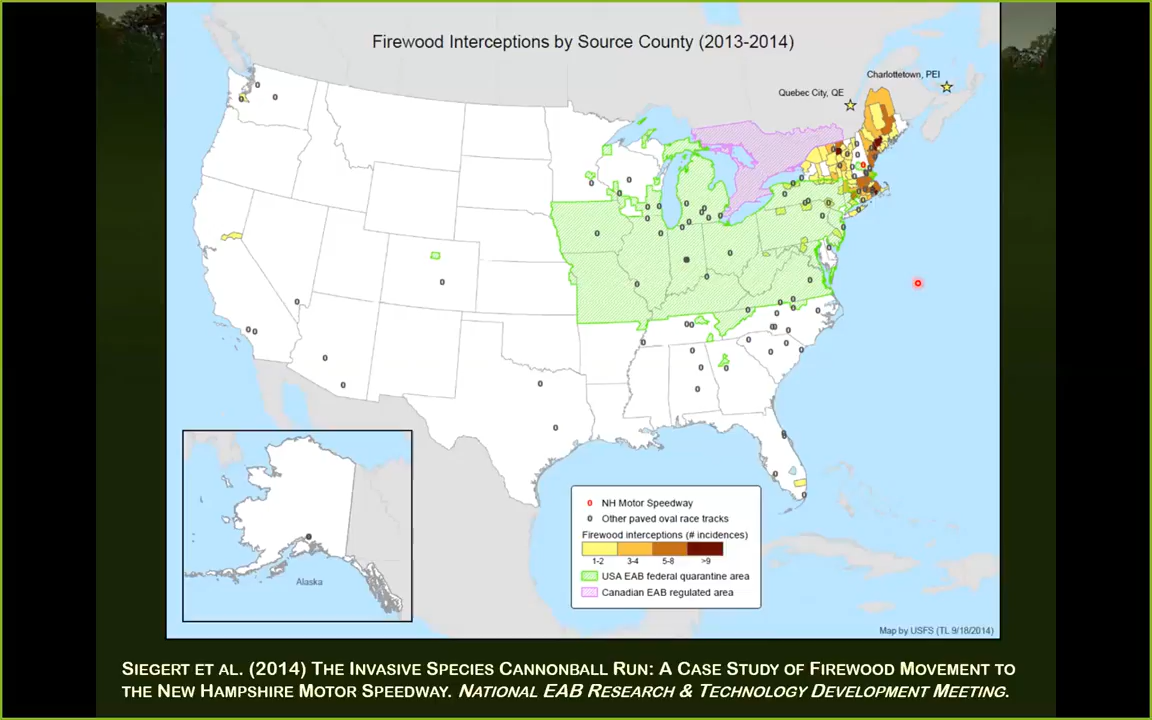 Firewood Interceptions by Source County (2013-2014)
Charlottetown, PEI
Quebec City, QE
Alaska
0 NH Motor Speedway
0 Other paved oval race tracks
Firewood interceptions (# incidences)
1-2 3-4 5-8 >9
USA EAB federal quarantine area
Canadian EAB regulated area
Map by USFS (TL 9/18/2014)
SIEGERT ET AL. (2014) THE INVASIVE SPECIES CANNONBALL RUN: A CASE STUDY OF FIREWOOD MOVEMENT TO
THE NEW HAMPSHIRE MOTOR SPEEDWAY. NATIONAL EAB RESEARCH & TECHNOLOGY DEVELOPMENT MEETING.